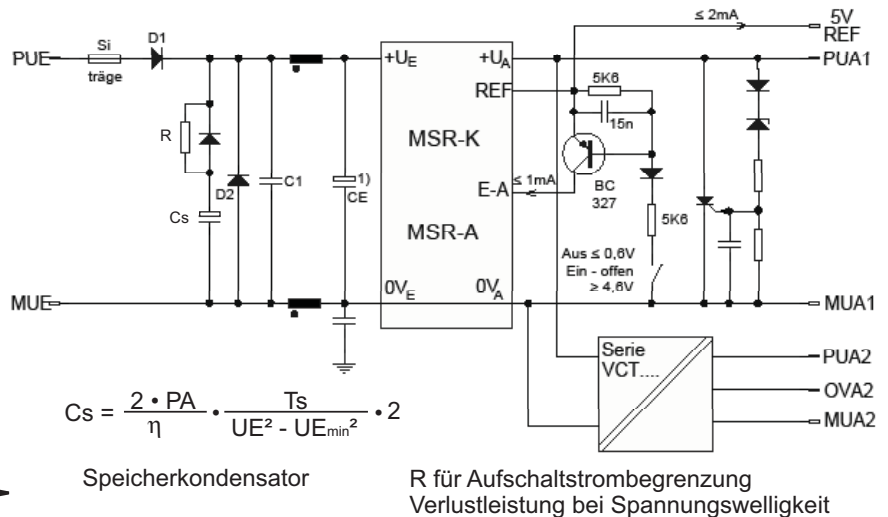 ≤ 2mA
5V
REF
PUE
Si
träge
D1
+U_E
+U_A
PUA1
REF
5K6
15n
R
MSR-K
D2
C1
1)
CE
E-A
≤ 1mA
BC
327
Cs
MSR-A
5K6
Aus ≤ 0,6V
Ein - offen
≥ 4,6V
MUE
0V_E
0V_A
MUA1
Serie
VCT....
PUA2
OVA2
MUA2
Cs = 2 • PA / η • Ts / UE² - UEmin² • 2
Speicherkondensator
R für Aufschaltstrombegrenzung
Verlustleistung bei Spannungswelligkeit